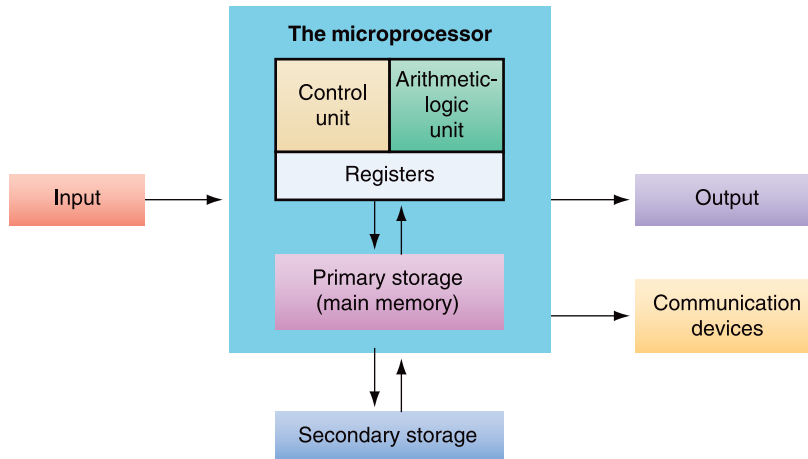 The microprocessor
Control
unit
Arithmetic-
logic
unit
Registers
Input
Output
Primary storage
(main memory)
Communication
devices
Secondary storage